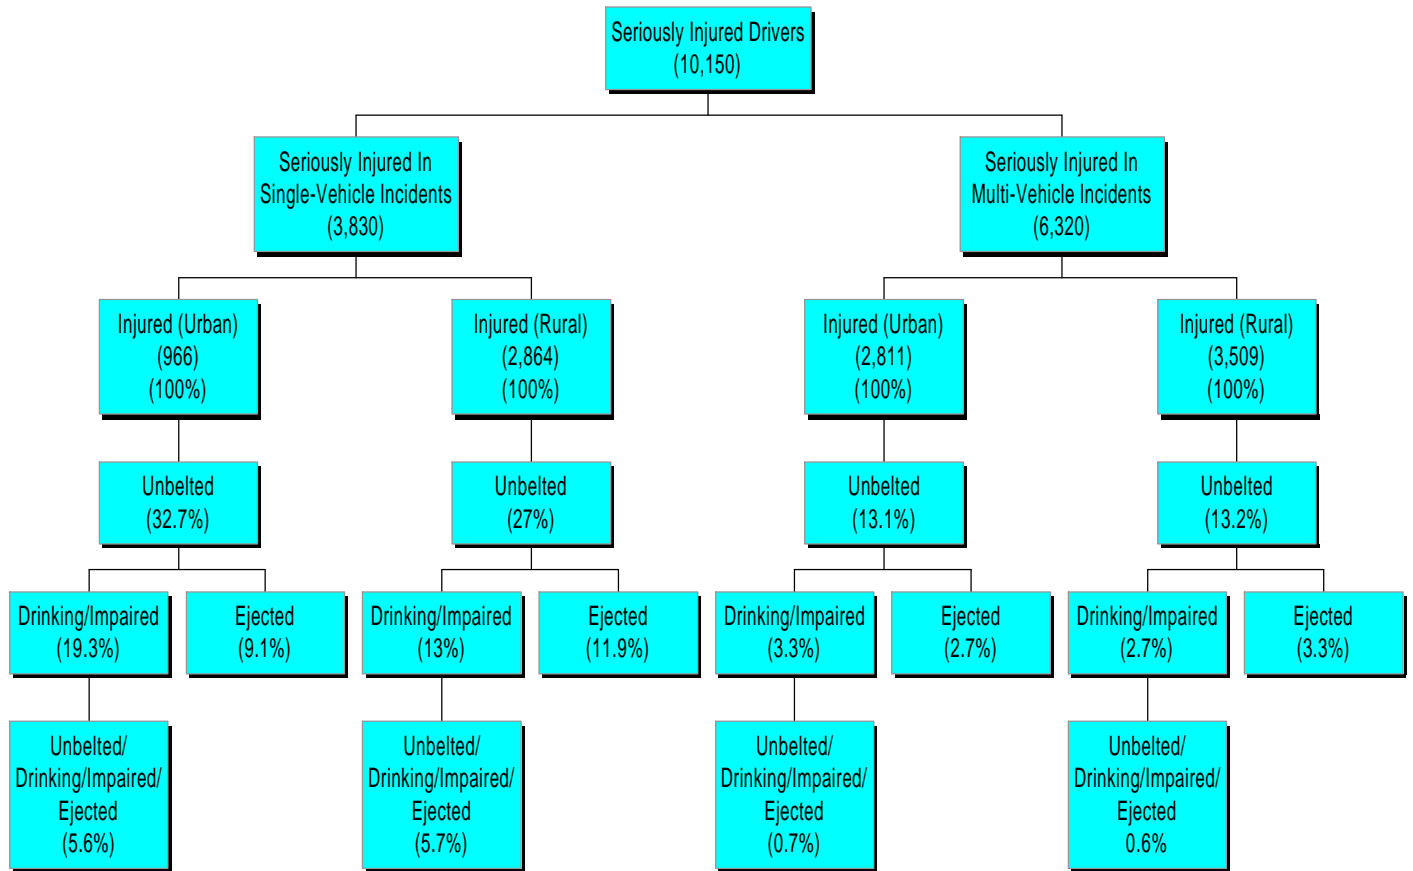 Seriously Injured Drivers
(10,150)
Seriously Injured In
Single-Vehicle Incidents
(3,830)
Seriously Injured In
Multi-Vehicle Incidents
(6,320)
Injured (Urban)
(966)
(100%)
Injured (Rural)
(2,864)
(100%)
Injured (Urban)
(2,811)
(100%)
Injured (Rural)
(3,509)
(100%)
Unbelted
(32.7%)
Unbelted
(27%)
Unbelted
(13.1%)
Unbelted
(13.2%)
Drinking/Impaired
(19.3%)
Ejected
(9.1%)
Drinking/Impaired
(13%)
Ejected
(11.9%)
Drinking/Impaired
(3.3%)
Ejected
(2.7%)
Drinking/Impaired
(2.7%)
Ejected
(3.3%)
Unbelted/
Drinking/Impaired/
Ejected
(5.6%)
Unbelted/
Drinking/Impaired/
Ejected
(5.7%)
Unbelted/
Drinking/Impaired/
Ejected
(0.7%)
Unbelted/
Drinking/Impaired/
Ejected
0.6%